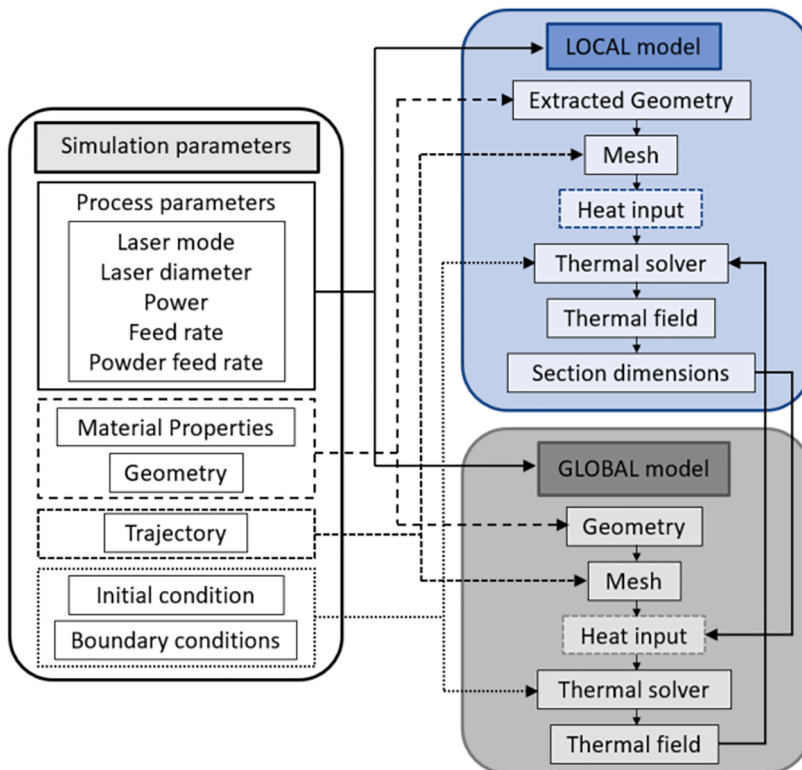 Simulation parameters
Process parameters
Laser mode
Laser diameter
Power
Feed rate
Powder feed rate
Material Properties
Geometry
Trajectory
Initial condition
Boundary conditions
LOCAL model
Extracted Geometry
Mesh
Heat input
Thermal solver
Thermal field
Section dimensions
GLOBAL model
Geometry
Mesh
Heat input
Thermal solver
Thermal field